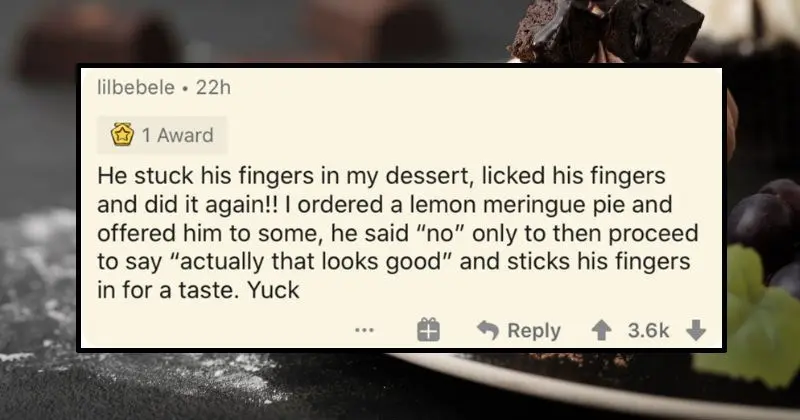 lilbebele • 22h
1 Award
He stuck his fingers in my dessert, licked his fingers
and did it again!! I ordered a lemon meringue pie and
offered him to some, he said “no” only to then proceed
to say “actually that looks good” and sticks his fingers
in for a taste. Yuck
... Reply 3.6k